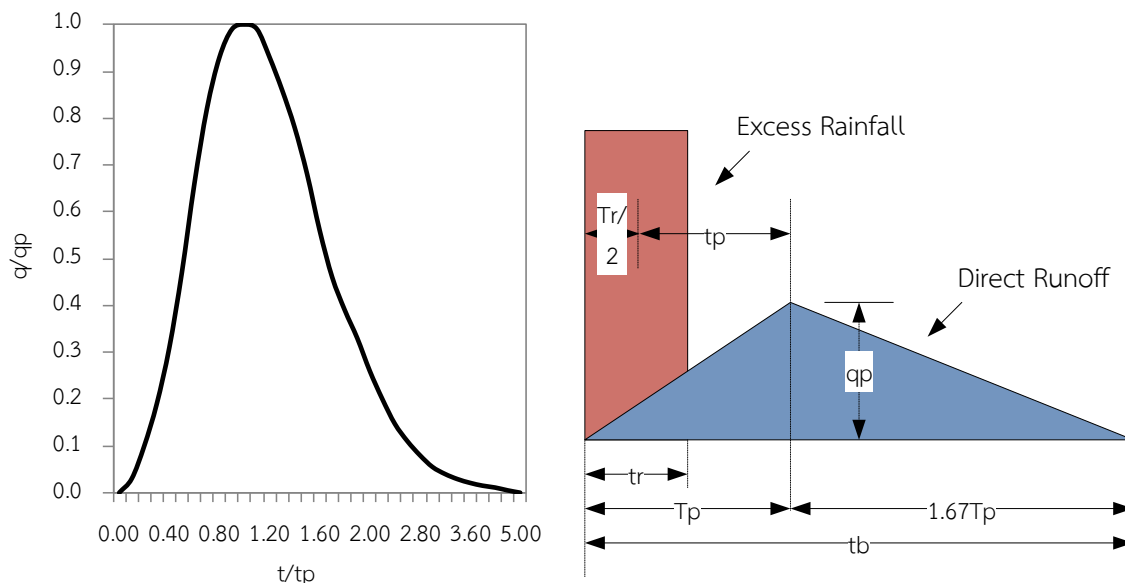 1.0
0.9
0.8
0.7
0.6
0.5
0.4
0.3
0.2
0.1
0.0
q/qp
0.00 0.40 0.80 1.20 1.60 2.00 2.80 3.60 5.00
t/tp
Excess Rainfall
Tr/
2
tp
Direct Runoff
qp
tr
Tp
1.67Tp
tb